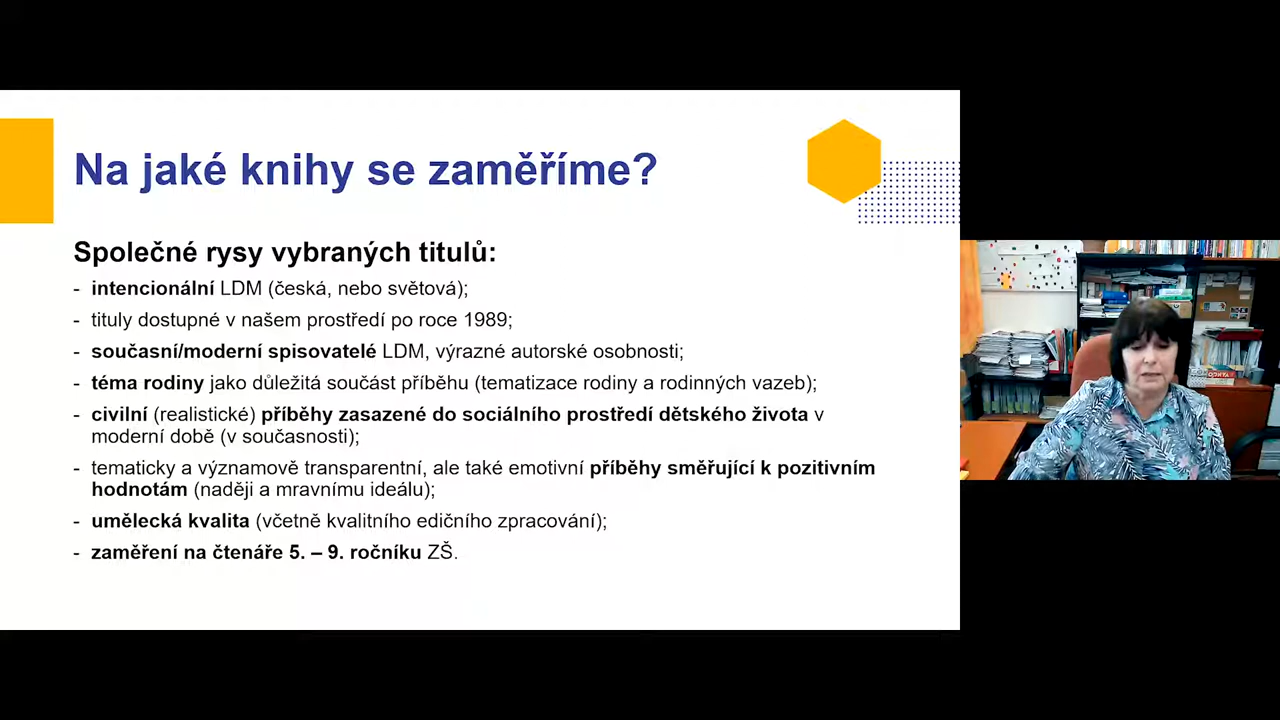 Na jaké knihy se zaměříme?
Společné rysy vybraných titulů:
- intencionální LDM (česká, nebo světová);
- tituly dostupné v našem prostředí po roce 1989;
- současní/moderní spisovatelé LDM, výrazné autorské osobnosti;
- téma rodiny jako důležitá součást příběhu (tematizace rodiny a rodinných vazeb);
- civilní (realistické) příběhy zasazené do sociálního prostředí dětského života v
moderní době (v současnosti);
- tematicky a významově transparentní, ale také emotivní příběhy směřující k pozitivním
hodnotám (naději a mravnímu ideálu);
- umělecká kvalita (včetně kvalitního edičního zpracování);
- zaměření na čtenáře 5. – 9. ročníku ZŠ.